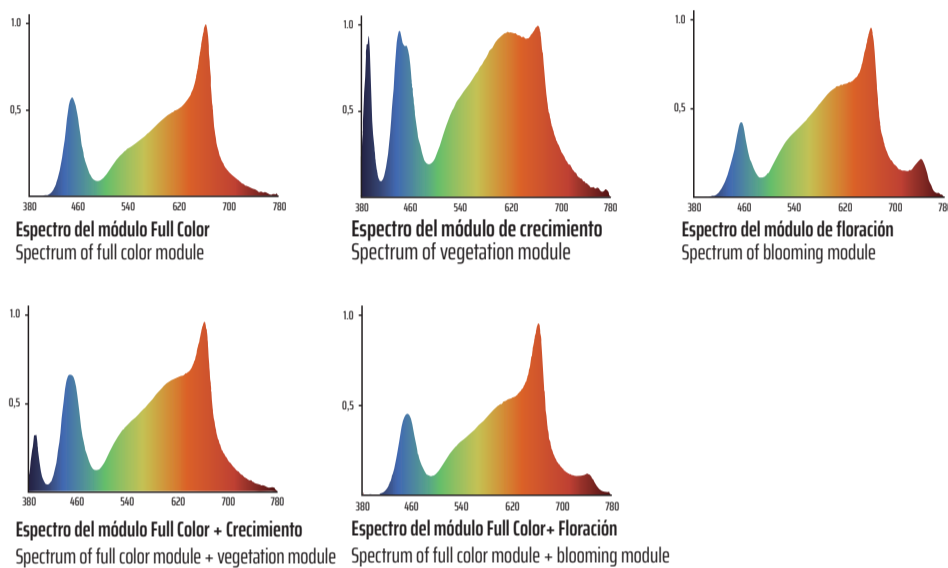 1.0
0,5
380 460 540 620 700 780
Espectro del módulo Full Color
Spectrum of full color module
1.0
0,5
380 460 540 620 700 780
Espectro del módulo de crecimiento
Spectrum of vegetation module
1.0
0,5
380 460 540 620 700 780
Espectro del módulo de floración
Spectrum of blooming module
1.0
0,5
380 460 540 620 700 780
Espectro del módulo Full Color + Crecimiento
Spectrum of full color module + vegetation module
1.0
0,5
380 460 540 620 700 780
Espectro del módulo Full Color+ Floración
Spectrum of full color module + blooming module